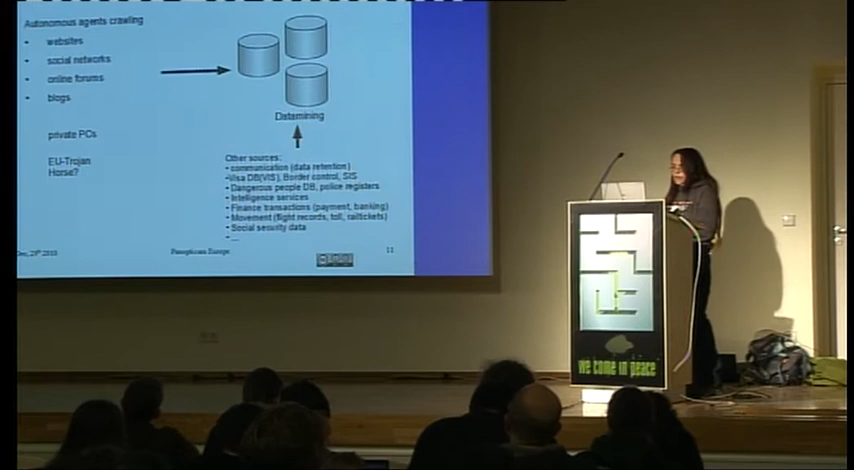 Autonomous agents crawling
• websites
• social networks
• online forums
• blogs
private PCs
EU-Trojan
Horse?
Datamining
Other sources:
• communication (data retention)
•Visa DB(VIS), Border control, SIS
• Dangerous people DB, police registers
• Intelligence services
• Finance transactions (payment, banking)
• Movement (flight records, toll, railtickets)
• Social security data
• ...
Dec, 29th 2010
Panopticum Europe
11
we come in peace